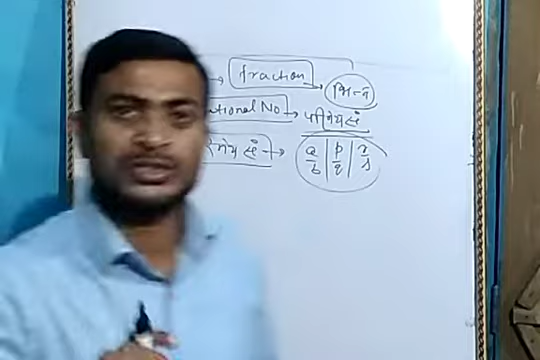 → fraction → भिन्न
tional No → परिमेय सं
मेय सं → a/b | p/q | r/s